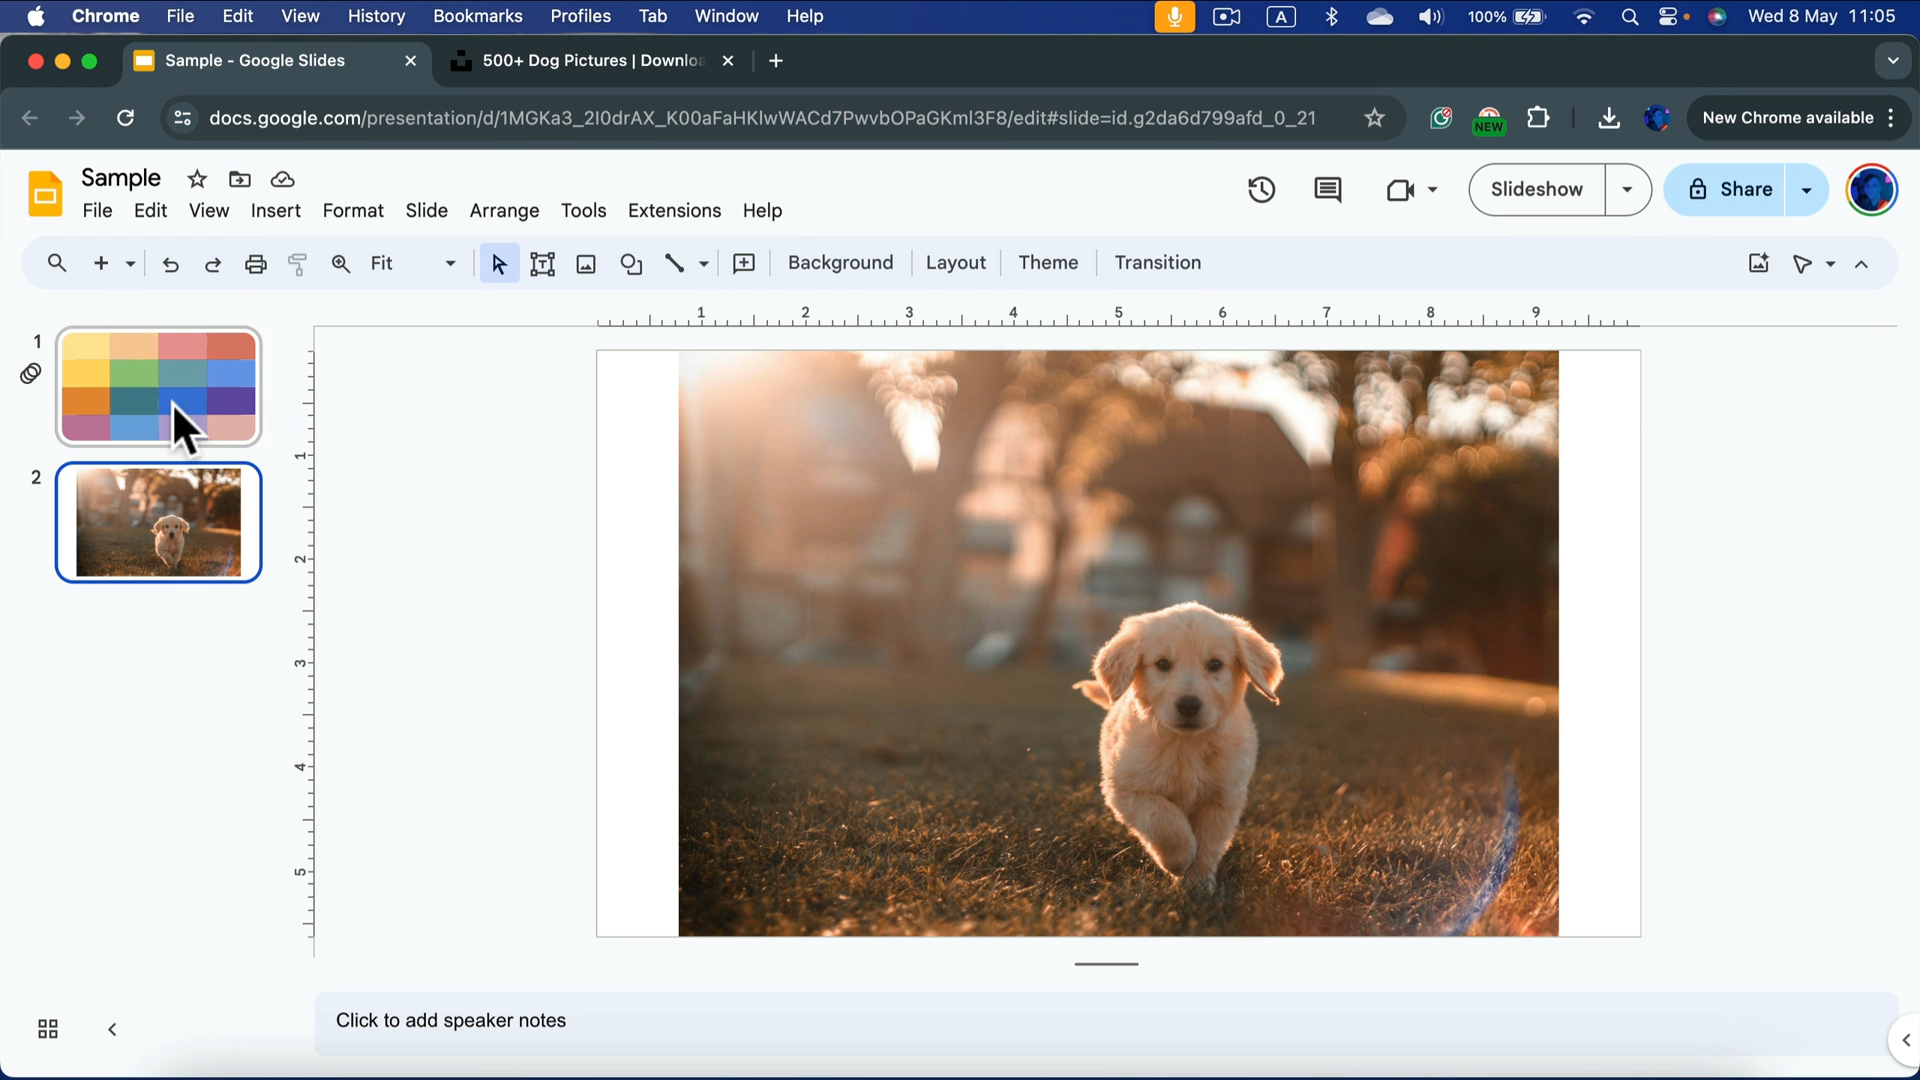 Chrome File Edit View History Bookmarks Profiles Tab Window Help A 100% Wed 8 May 11:05
Sample - Google Slides 500+ Dog Pictures | Downlo
docs.google.com/presentation/d/1MGKa3_2I0drAX_K00aFaHKlwWACd7PwvbOPaGKml3F8/edit#slide=id.g2da6d799afd_0_21 NEW New Chrome available
Sample
File Edit View Insert Format Slide Arrange Tools Extensions Help
Slideshow Share
Fit Background Layout Theme Transition
1 2 3 4 5 6 7 8 9
1
2
1
2
3
4
5
Click to add speaker notes